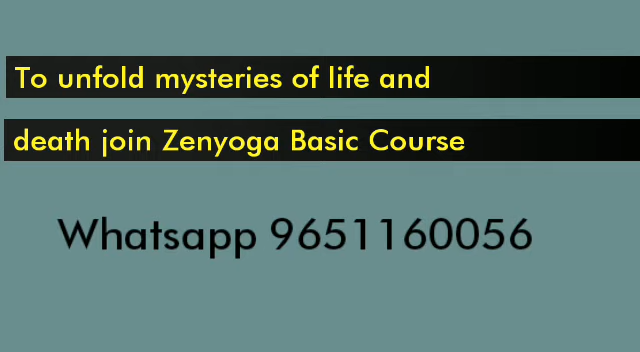 To unfold mysteries of life and
death join Zenyoga Basic Course
Whatsapp 9651160056